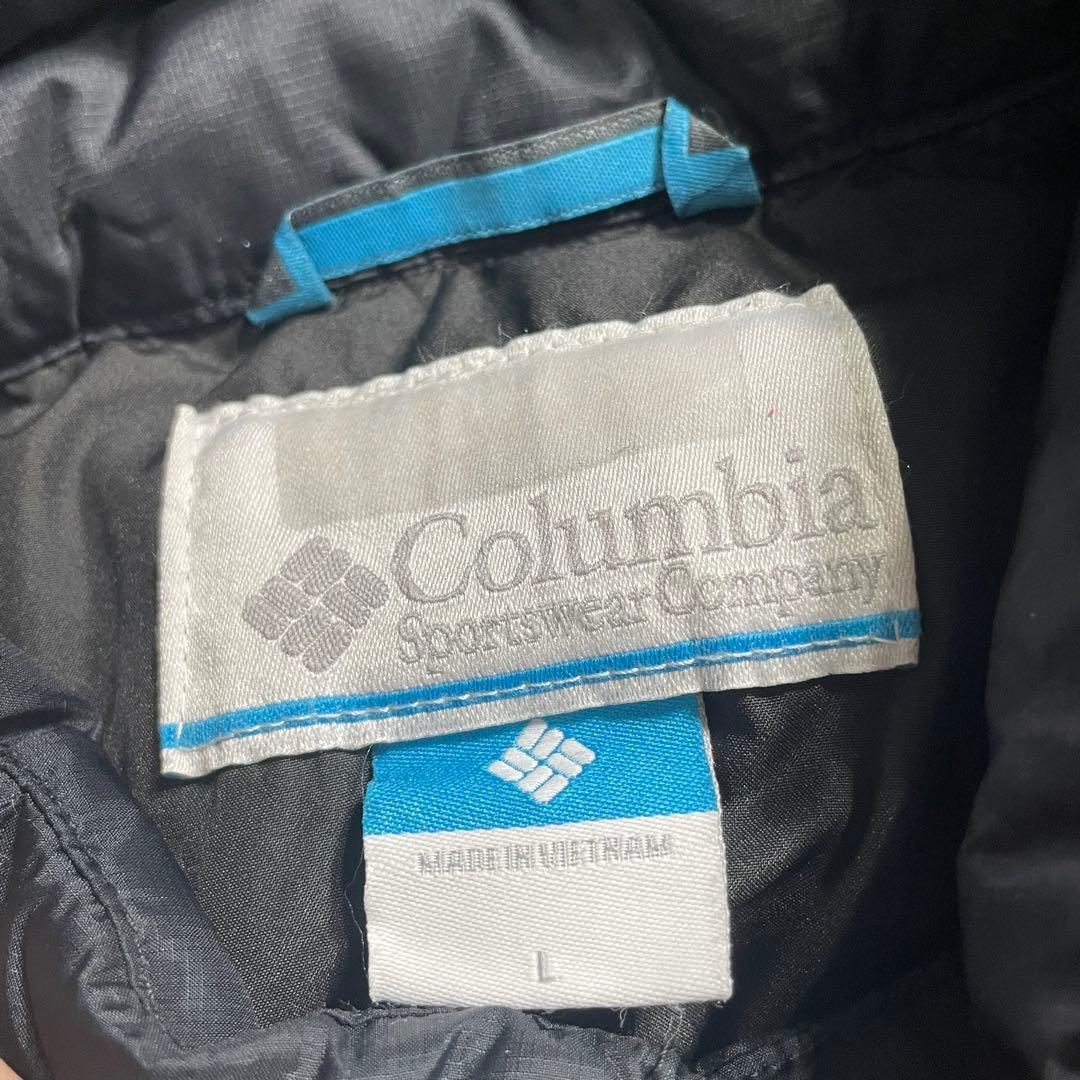 Columbia
Sportswear Company
MADE IN VIETNAM
L